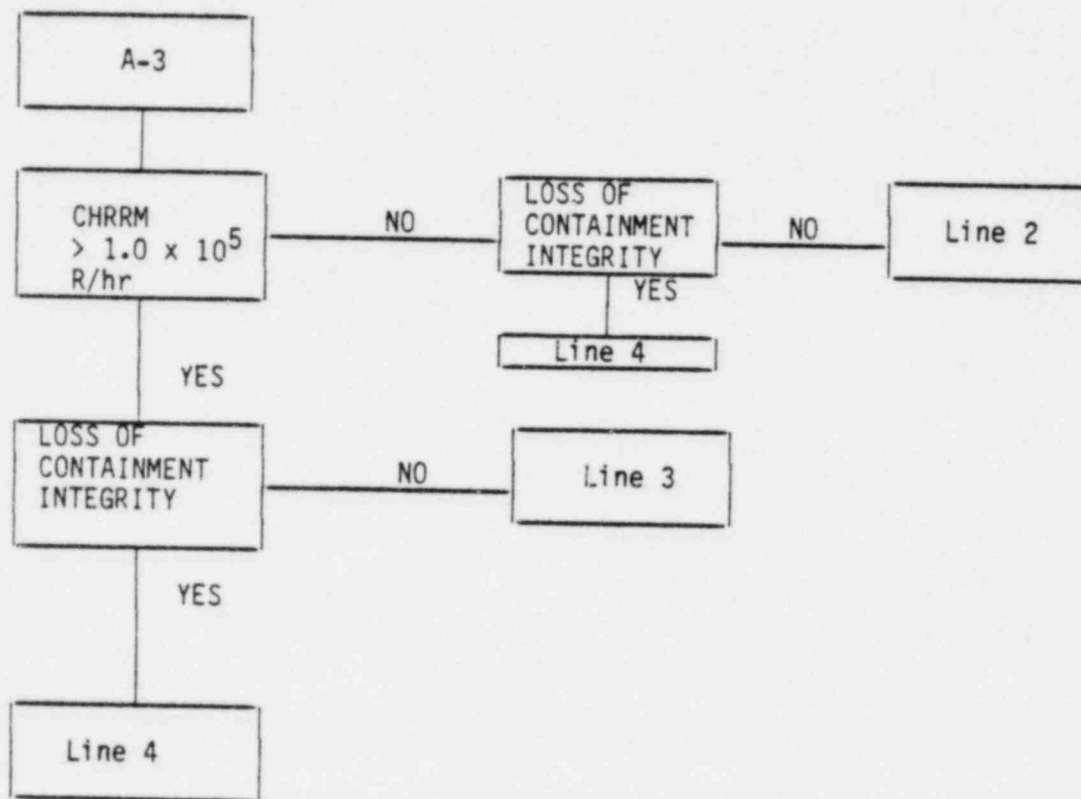 A-3
CHRRM
> 1.0 x 10^5
R/hr
NO
LOSS OF
CONTAINMENT
INTEGRITY
NO
Line 2
YES
Line 4
YES
LOSS OF
CONTAINMENT
INTEGRITY
NO
Line 3
YES
Line 4